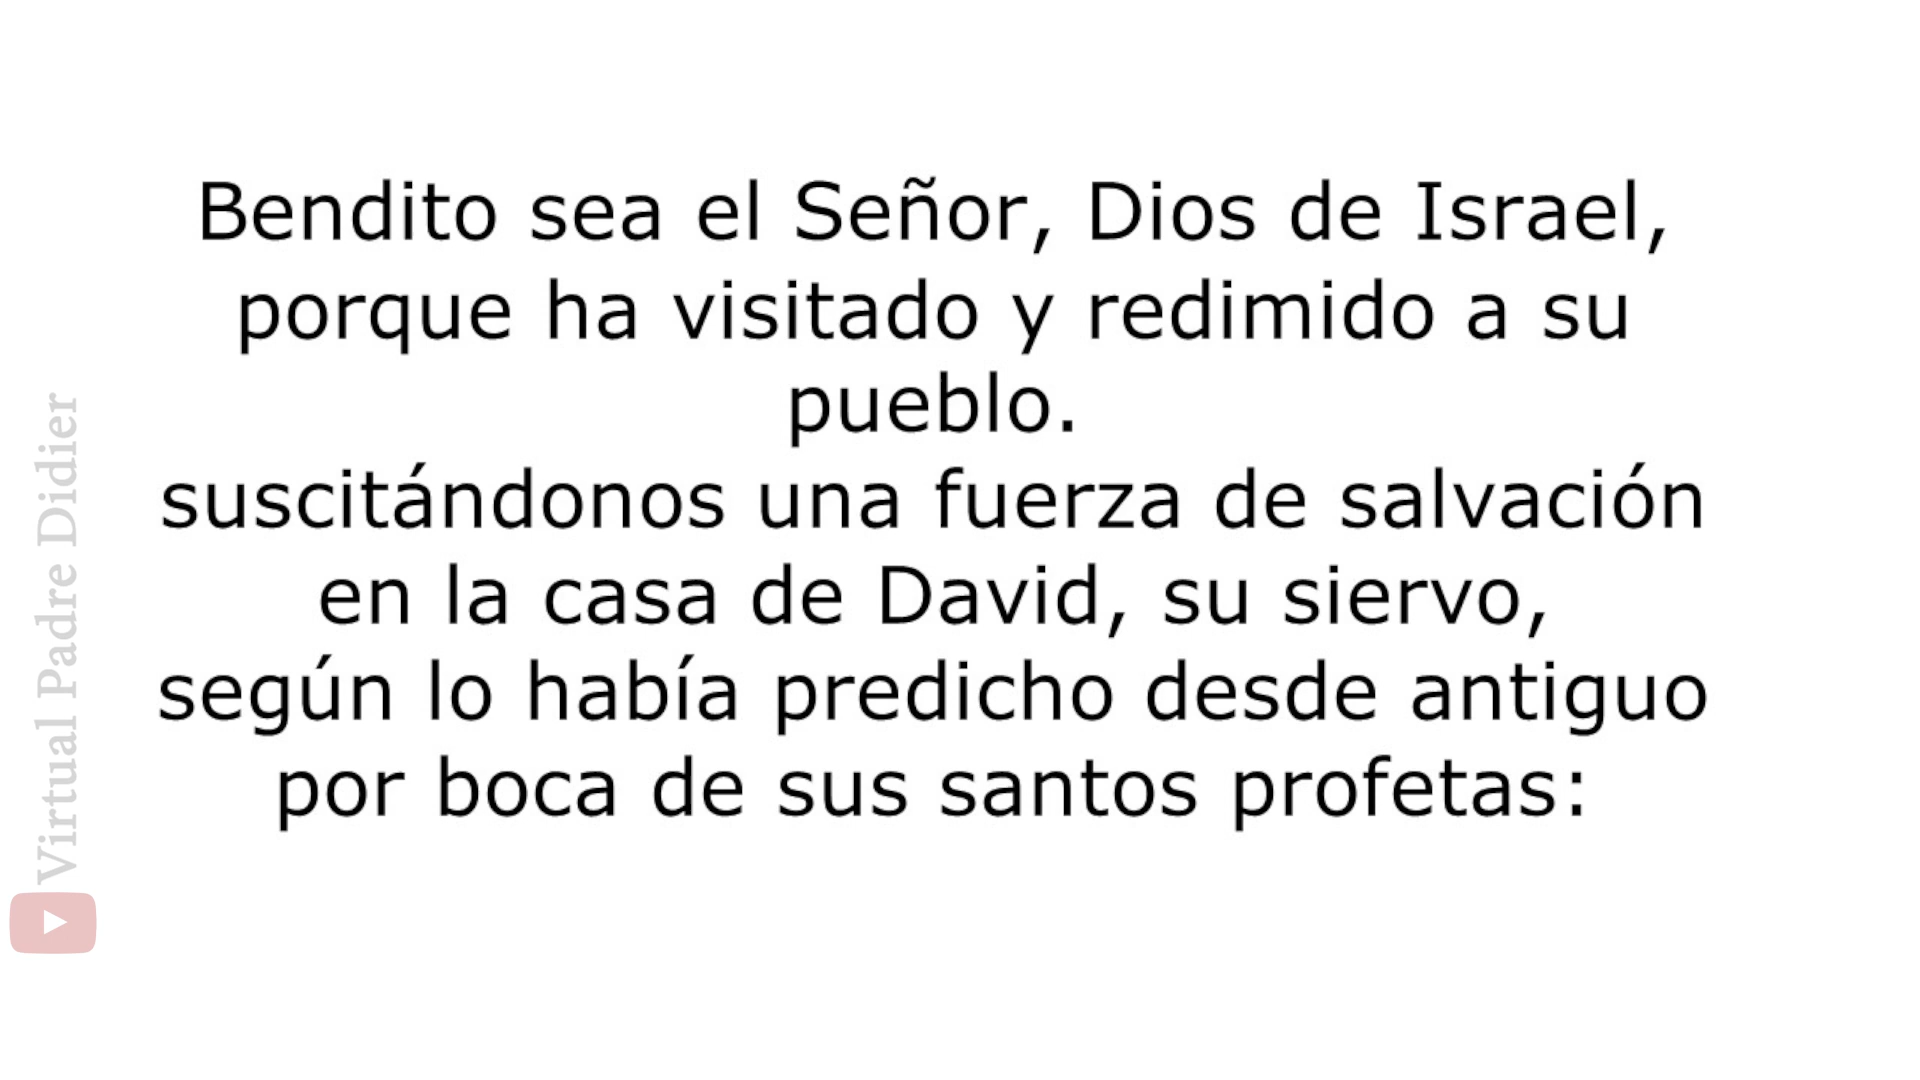 Bendito sea el Señor, Dios de Israel,
porque ha visitado y redimido a su
pueblo.
suscitándonos una fuerza de salvación
en la casa de David, su siervo,
según lo había predicho desde antiguo
por boca de sus santos profetas:
Virtual Padre Didier